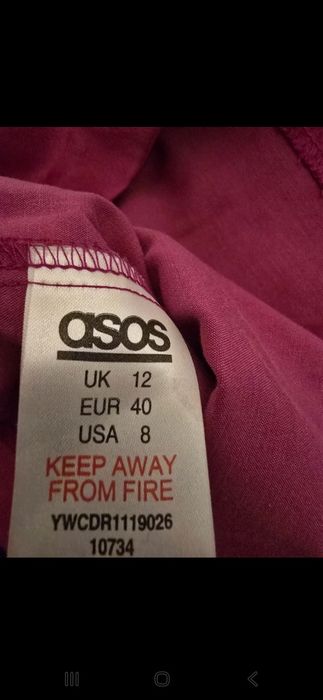 asos
UK 12
EUR 40
USA 8
KEEP AWAY
FROM FIRE
YWCDR1119026
10734